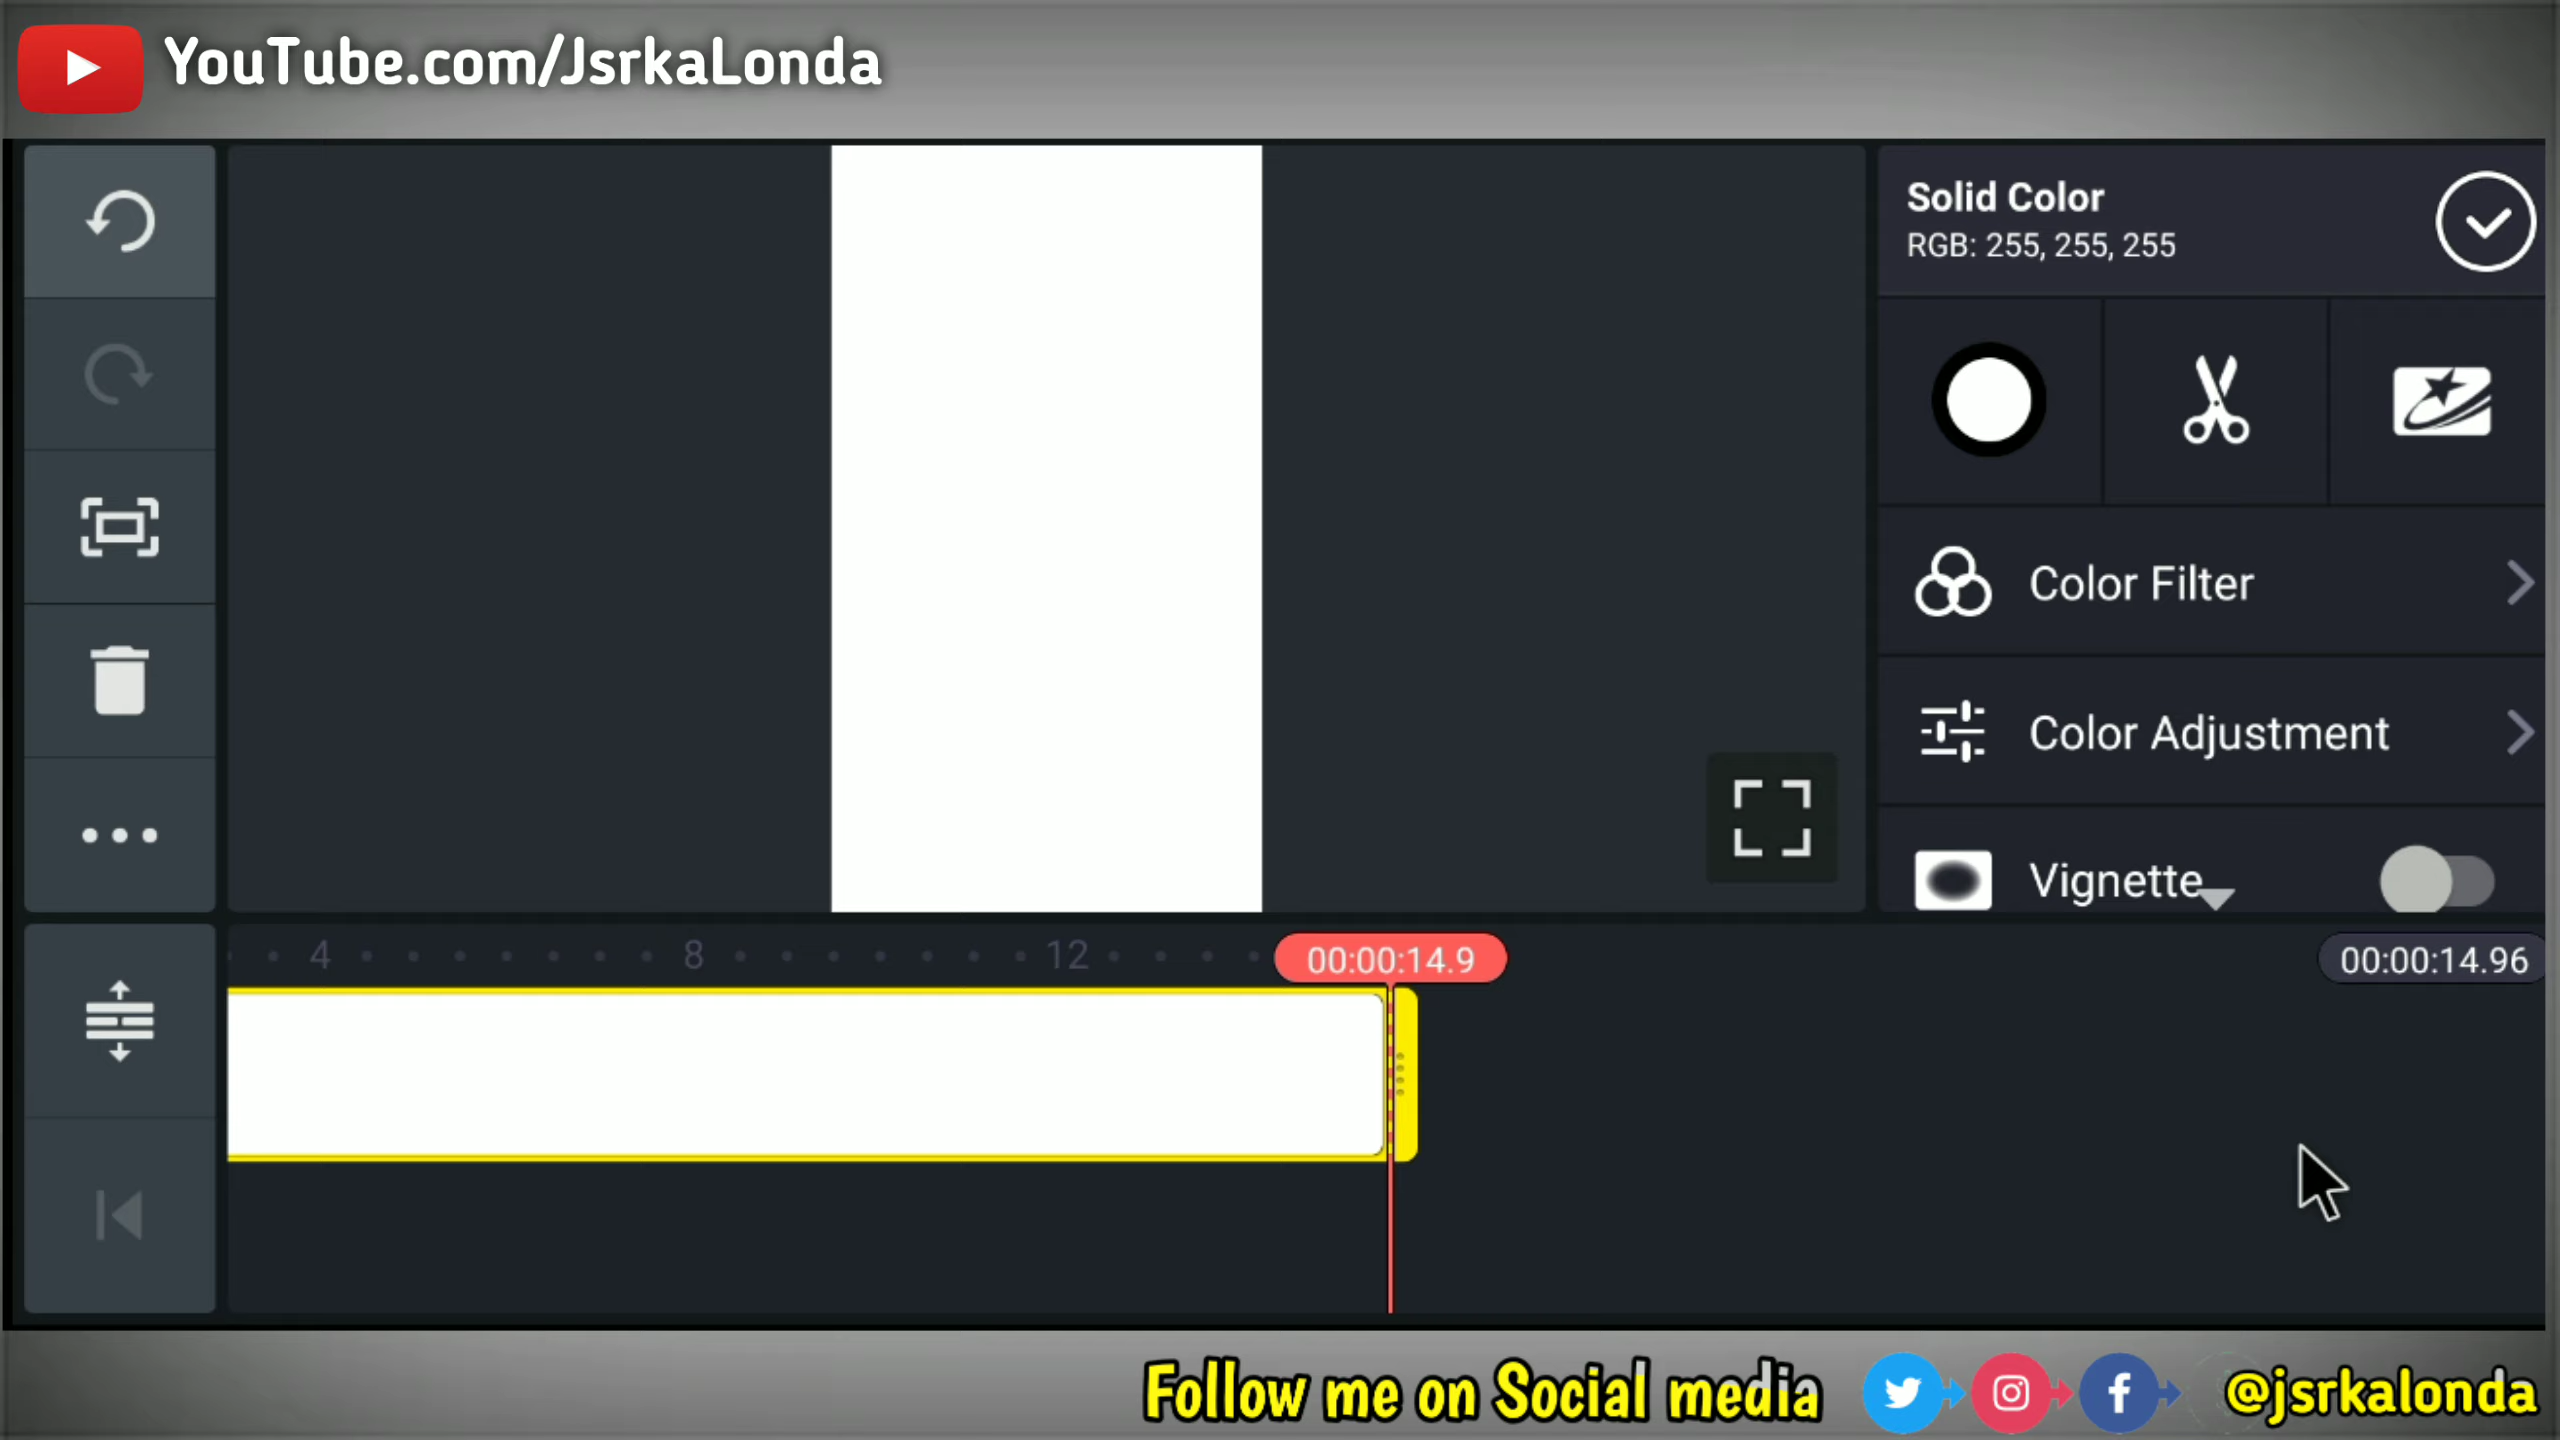 YouTube.com/JsrkaLonda
Solid Color
RGB: 255, 255, 255
Color Filter
Color Adjustment
Vignette
4
8
12
00:00:14.9
00:00:14.96
Follow me on Social media
@jsrkalonda